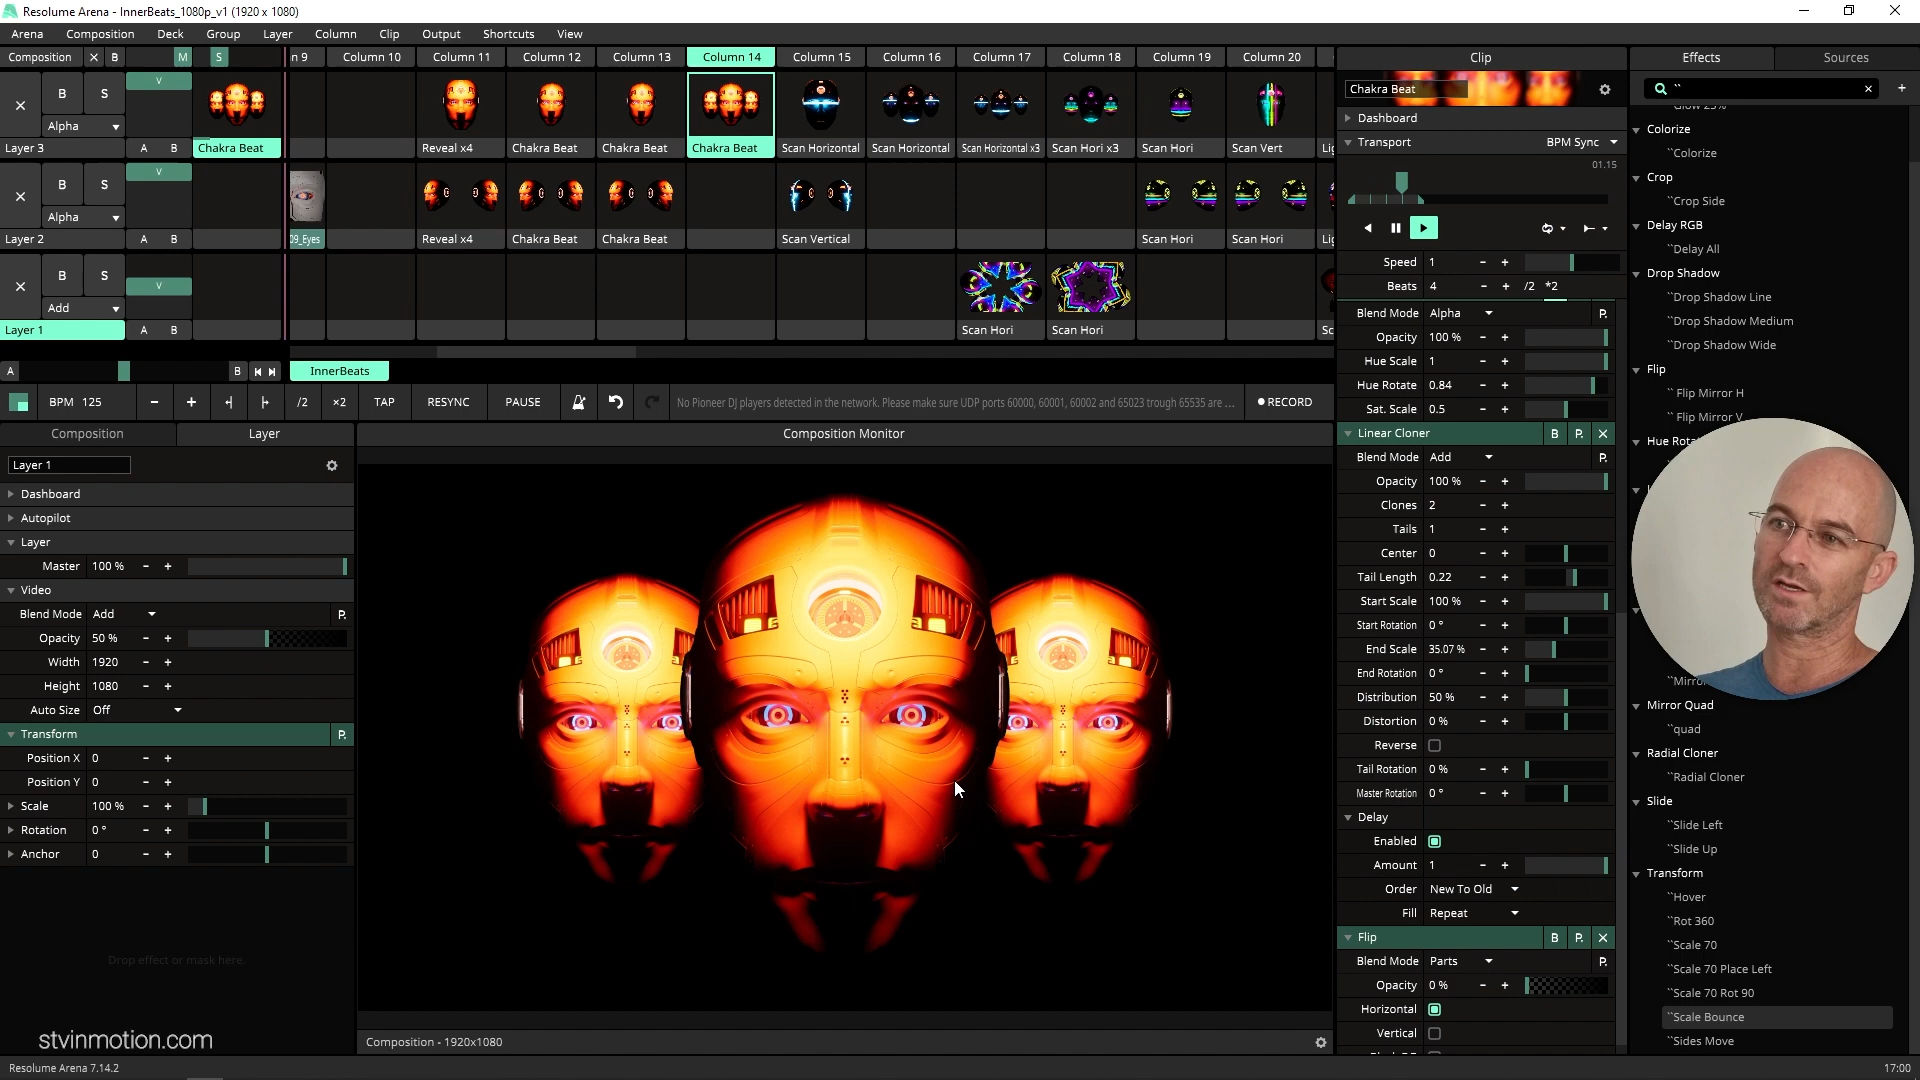 Resolume Arena - InnerBeats_1080p_v1 (1920 x 1080)
Arena Composition Deck Group Layer Column Clip Output Shortcuts View
Composition X B M S n 9 Column 10 Column 11 Column 12 Column 13 Column 14 Column 15 Column 16 Column 17 Column 18 Column 19 Column 20
B S V
Alpha
Layer 3 A B Chakra Beat Reveal x4 Chakra Beat Chakra Beat Chakra Beat Scan Horizontal Scan Horizontal Scan Horizontal x3 Scan Hori x3 Scan Hori Scan Vert
B S V
Alpha
Layer 2 A B 09_Eyes Reveal x4 Chakra Beat Chakra Beat Scan Vertical Scan Hori Scan Hori
B S V
Add
Layer 1 A B Scan Hori Scan Hori
A B InnerBeats
BPM 125 - + /2 ×2 TAP RESYNC PAUSE No Pioneer DJ players detected in the network. Please make sure UDP ports 60000, 60001, 60002 and 65023 trough 65535 are ... RECORD
Composition Layer
Layer 1
Dashboard
Autopilot
Layer
Master 100 % - +
Video
Blend Mode Add P.
Opacity 50 % - +
Width 1920 - +
Height 1080 - +
Auto Size Off
Transform P.
Position X 0 - +
Position Y 0 - +
Scale 100 % - +
Rotation 0 ° - +
Anchor 0 - +
Drop effect or mask here.
stvinmotion.com
Composition Monitor
Composition - 1920x1080
Clip
Chakra Beat
Dashboard
Transport BPM Sync
01.15
Speed 1 - +
Beats 4 - + /2 *2
Blend Mode Alpha P.
Opacity 100 % - +
Hue Scale 1 - +
Hue Rotate 0.84 - +
Sat. Scale 0.5 - +
Linear Cloner B P. X
Blend Mode Add P.
Opacity 100 % - +
Clones 2 - +
Tails 1 - +
Center 0 - +
Tail Length 0.22 - +
Start Scale 100 % - +
Start Rotation 0 ° - +
End Scale 35.07 % - +
End Rotation 0 ° - +
Distribution 50 % - +
Distortion 0 % - +
Reverse
Tail Rotation 0 % - +
Master Rotation 0 ° - +
Delay
Enabled
Amount 1 - +
Order New To Old
Fill Repeat
Flip B P. X
Blend Mode Parts P.
Opacity 0 % - +
Horizontal
Vertical
Effects Sources
`` × +
Glow 25%
Colorize
``Colorize
Crop
``Crop Side
Delay RGB
``Delay All
Drop Shadow
``Drop Shadow Line
``Drop Shadow Medium
``Drop Shadow Wide
Flip
`` Flip Mirror H
`` Flip Mirror V
Hue Rota
``Mirro
Mirror Quad
``quad
Radial Cloner
``Radial Cloner
Slide
``Slide Left
``Slide Up
Transform
``Hover
``Rot 360
``Scale 70
``Scale 70 Place Left
``Scale 70 Rot 90
``Scale Bounce
``Sides Move
Resolume Arena 7.14.2
17:00